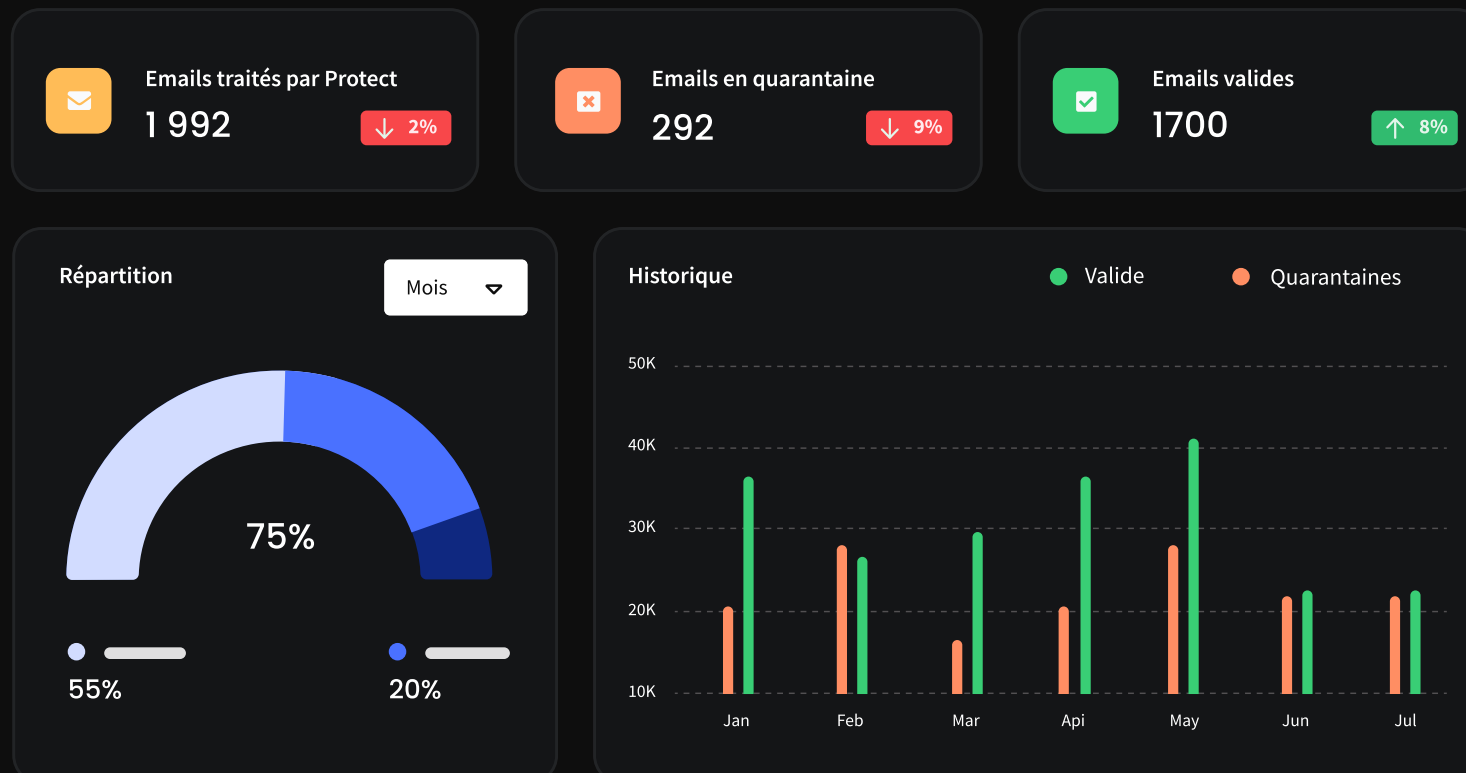 Emails traités par Protect
1 992
2%
Emails en quarantaine
292
9%
Emails valides
1700
8%
Répartition
Mois
75%
55%
20%
Historique
Valide
Quarantaines
50K
40K
30K
20K
10K
Jan Feb Mar Api May Jun Jul